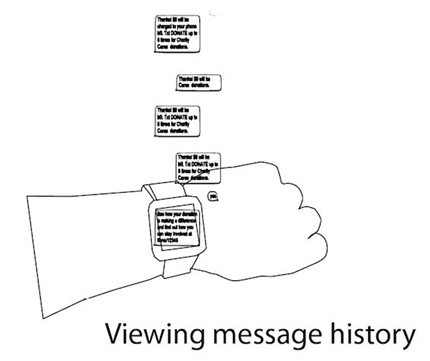 Thanks! $5 will be
charged to your phone
bill. Txt DONATE up to
5 times for Charity
Cares donations.
Thanks! $5 will be
Cares donations.
Thanks! $5 will be
bill. Txt DONATE up to
5 times for Charity
Cares donations.
Thanks! $5 will be
bill. Txt DONATE up to
5 times for Charity
Cares donations.
yes
See how your donation
is making a difference
and find out how you
can stay involved at
Viewing message history